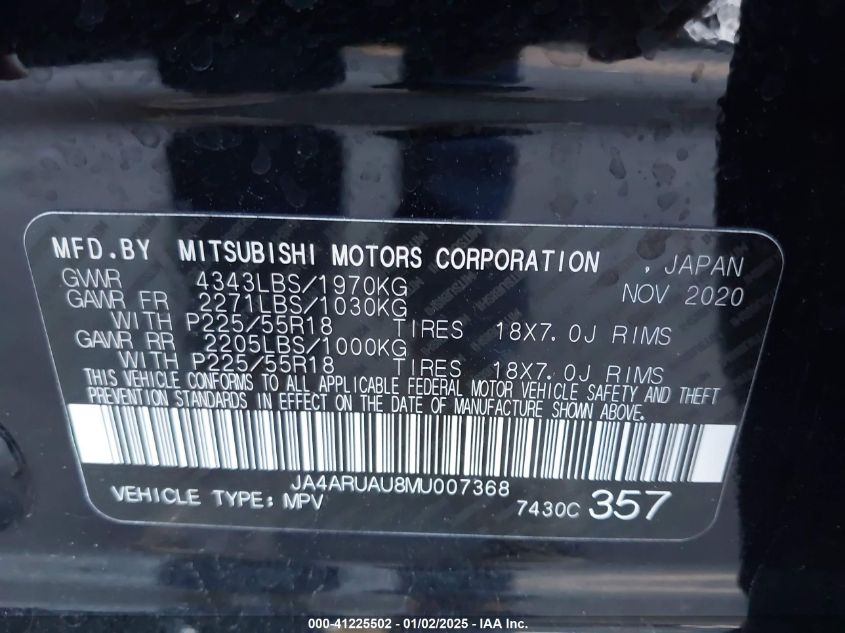 MFD.BY MITSUBISHI MOTORS CORPORATION , JAPAN
GVWR 4343LBS/1970KG NOV 2020
GAWR FR 2271LBS/1030KG
WITH P225/55R18 TIRES 18X7.0J RIMS
GAWR RR 2205LBS/1000KG
WITH P225/55R18 TIRES 18X7.0J RIMS
THIS VEHICLE CONFORMS TO ALL APPLICABLE FEDERAL MOTOR VEHICLE SAFETY AND THEFT
PREVENTION STANDARDS IN EFFECT ON THE DATE OF MANUFACTURE SHOWN ABOVE.
JA4ARUAU8MU007368
VEHICLE TYPE: MPV 7430C 357
000-41225502 - 01/02/2025 - IAA Inc.